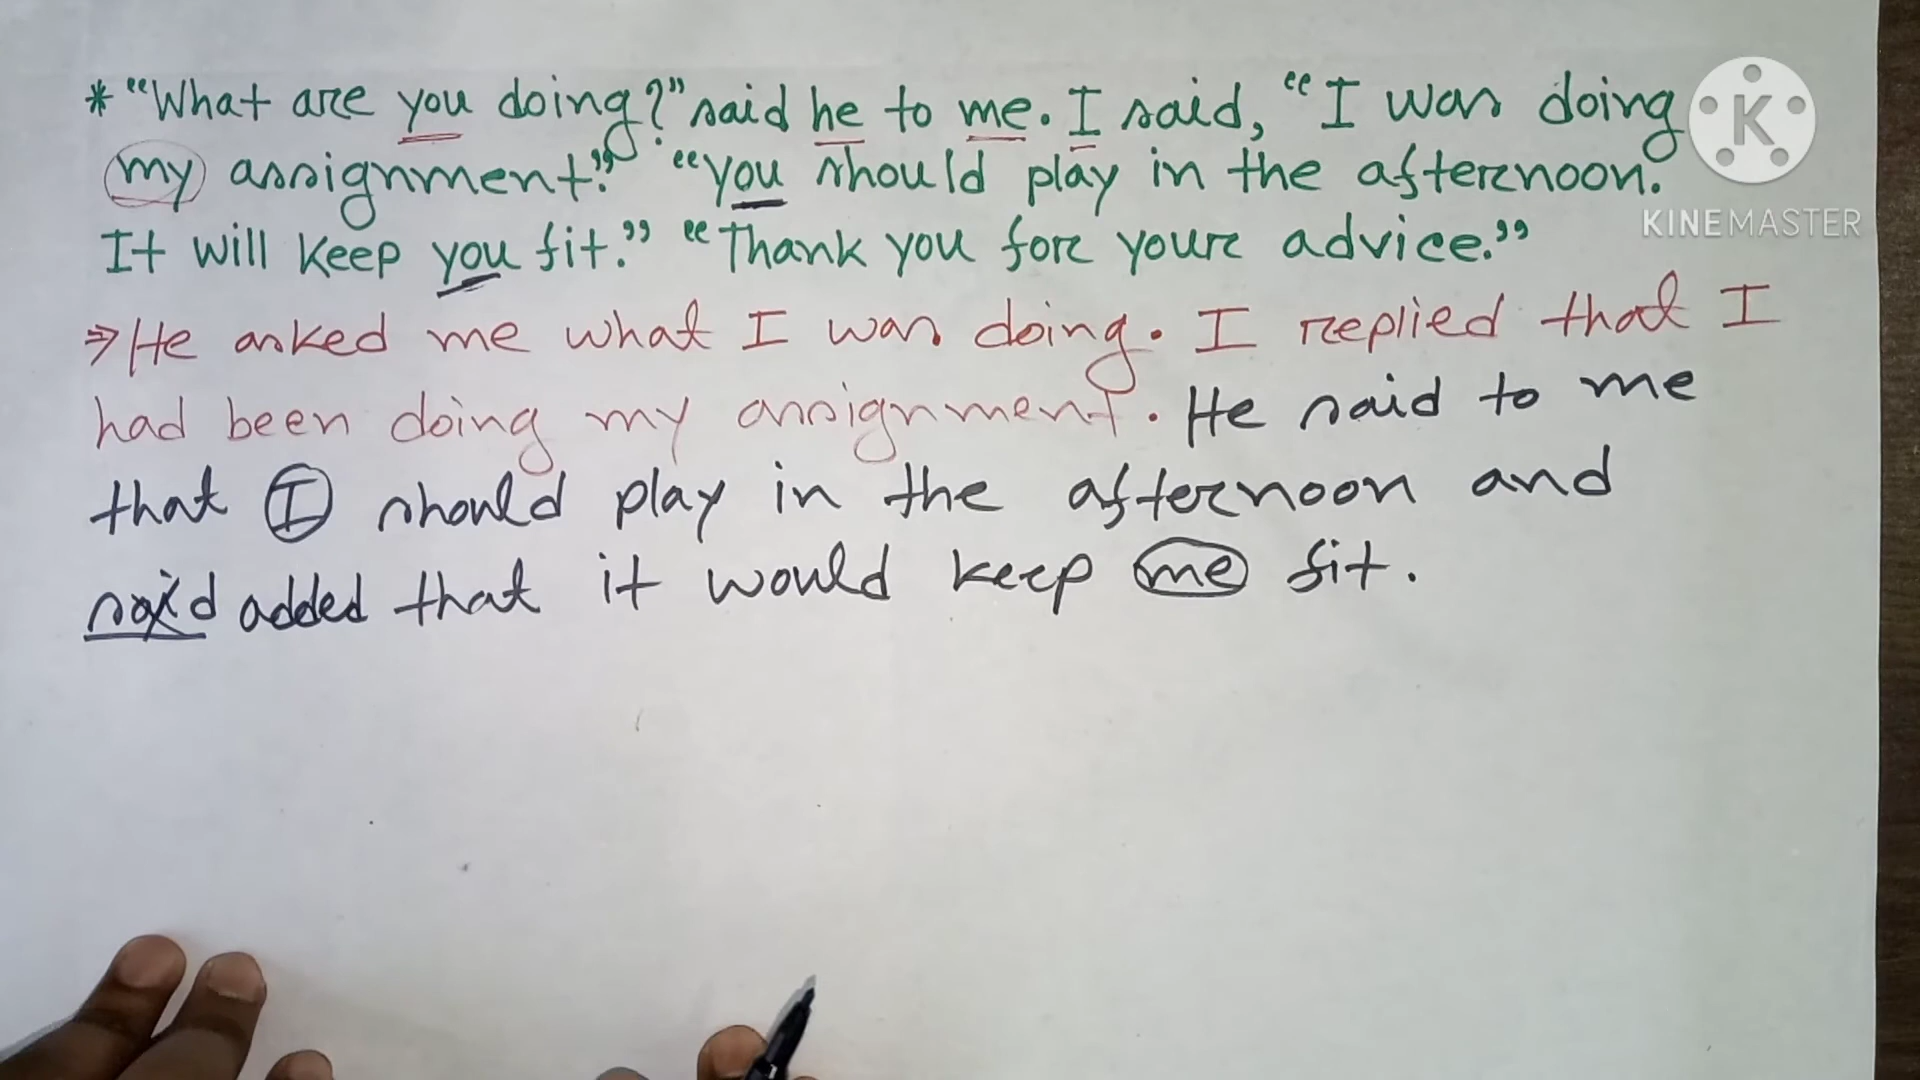 * "What are you doing?" said he to me. I said, "I was doing
my assignment." "you should play in the afternoon.
It will keep you fit." "Thank you for your advice."
⇒ He asked me what I was doing. I replied that I
had been doing my assignment. He said to me
that I should play in the afternoon and
said added that it would keep me fit.
K
KINEMASTER